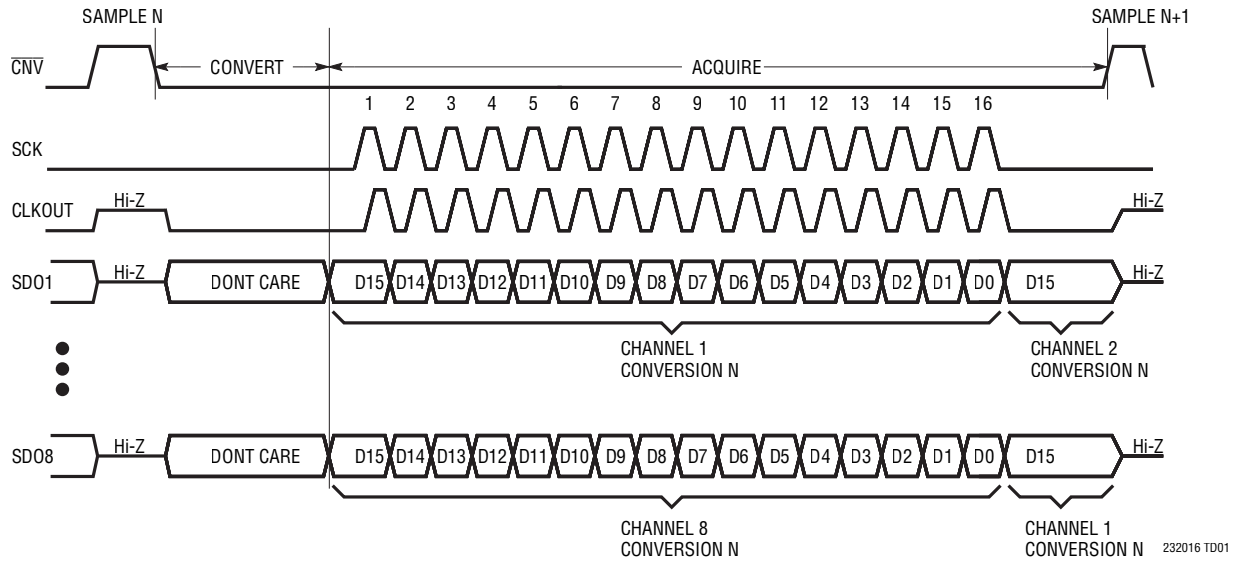 SAMPLE N SAMPLE N+1
CNV CONVERT ACQUIRE
1 2 3 4 5 6 7 8 9 10 11 12 13 14 15 16
SCK
CLKOUT Hi-Z Hi-Z
SDO1 Hi-Z DONT CARE D15 D14 D13 D12 D11 D10 D9 D8 D7 D6 D5 D4 D3 D2 D1 D0 D15 Hi-Z
CHANNEL 1 CHANNEL 2
CONVERSION N CONVERSION N
SDO8 Hi-Z DONT CARE D15 D14 D13 D12 D11 D10 D9 D8 D7 D6 D5 D4 D3 D2 D1 D0 D15 Hi-Z
CHANNEL 8 CHANNEL 1
CONVERSION N CONVERSION N 232016 TD01